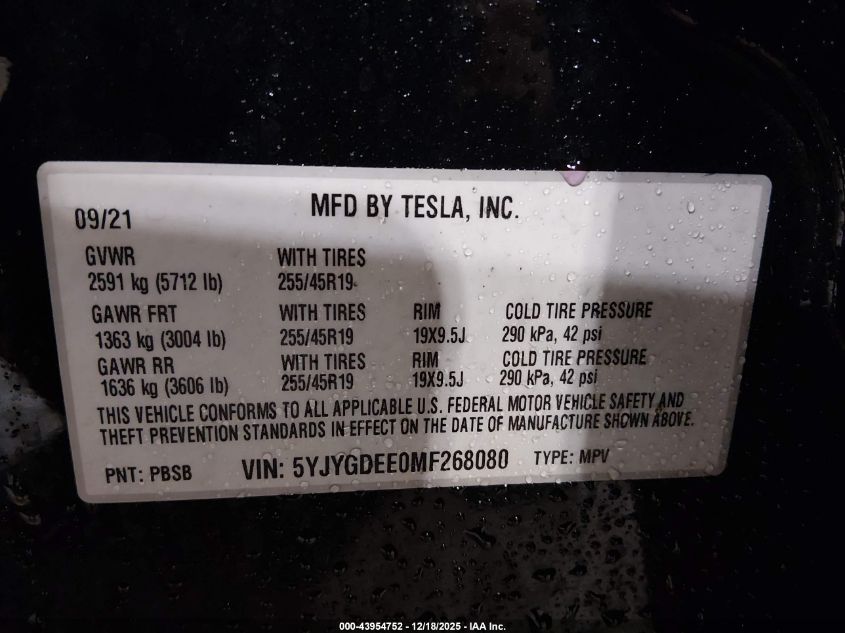 09/21 MFD BY TESLA, INC.
GVWR WITH TIRES
2591 kg (5712 lb) 255/45R19
GAWR FRT WITH TIRES RIM COLD TIRE PRESSURE
1363 kg (3004 lb) 255/45R19 19X9.5J 290 kPa, 42 psi
GAWR RR WITH TIRES RIM COLD TIRE PRESSURE
1636 kg (3606 lb) 255/45R19 19X9.5J 290 kPa, 42 psi
THIS VEHICLE CONFORMS TO ALL APPLICABLE U.S. FEDERAL MOTOR VEHICLE SAFETY AND
THEFT PREVENTION STANDARDS IN EFFECT ON THE DATE OF MANUFACTURE SHOWN ABOVE.
PNT: PBSB VIN: 5YJYGDEE0MF268080 TYPE: MPV
000-43954752 - 12/18/2025 - IAA Inc.